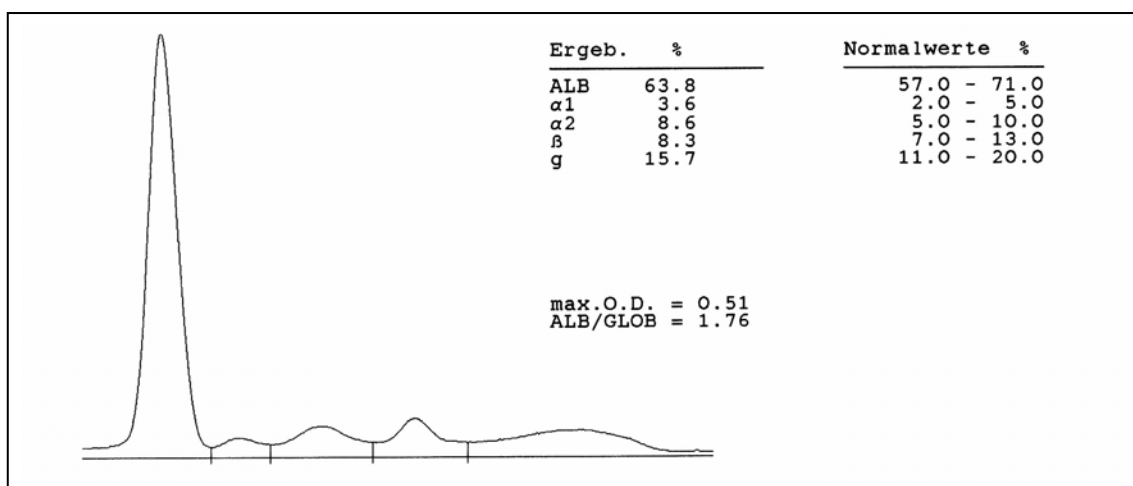 Ergeb. %
ALB 63.8
α1 3.6
α2 8.6
ß 8.3
g 15.7
Normalwerte %
57.0 - 71.0
2.0 - 5.0
5.0 - 10.0
7.0 - 13.0
11.0 - 20.0
max.O.D. = 0.51
ALB/GLOB = 1.76